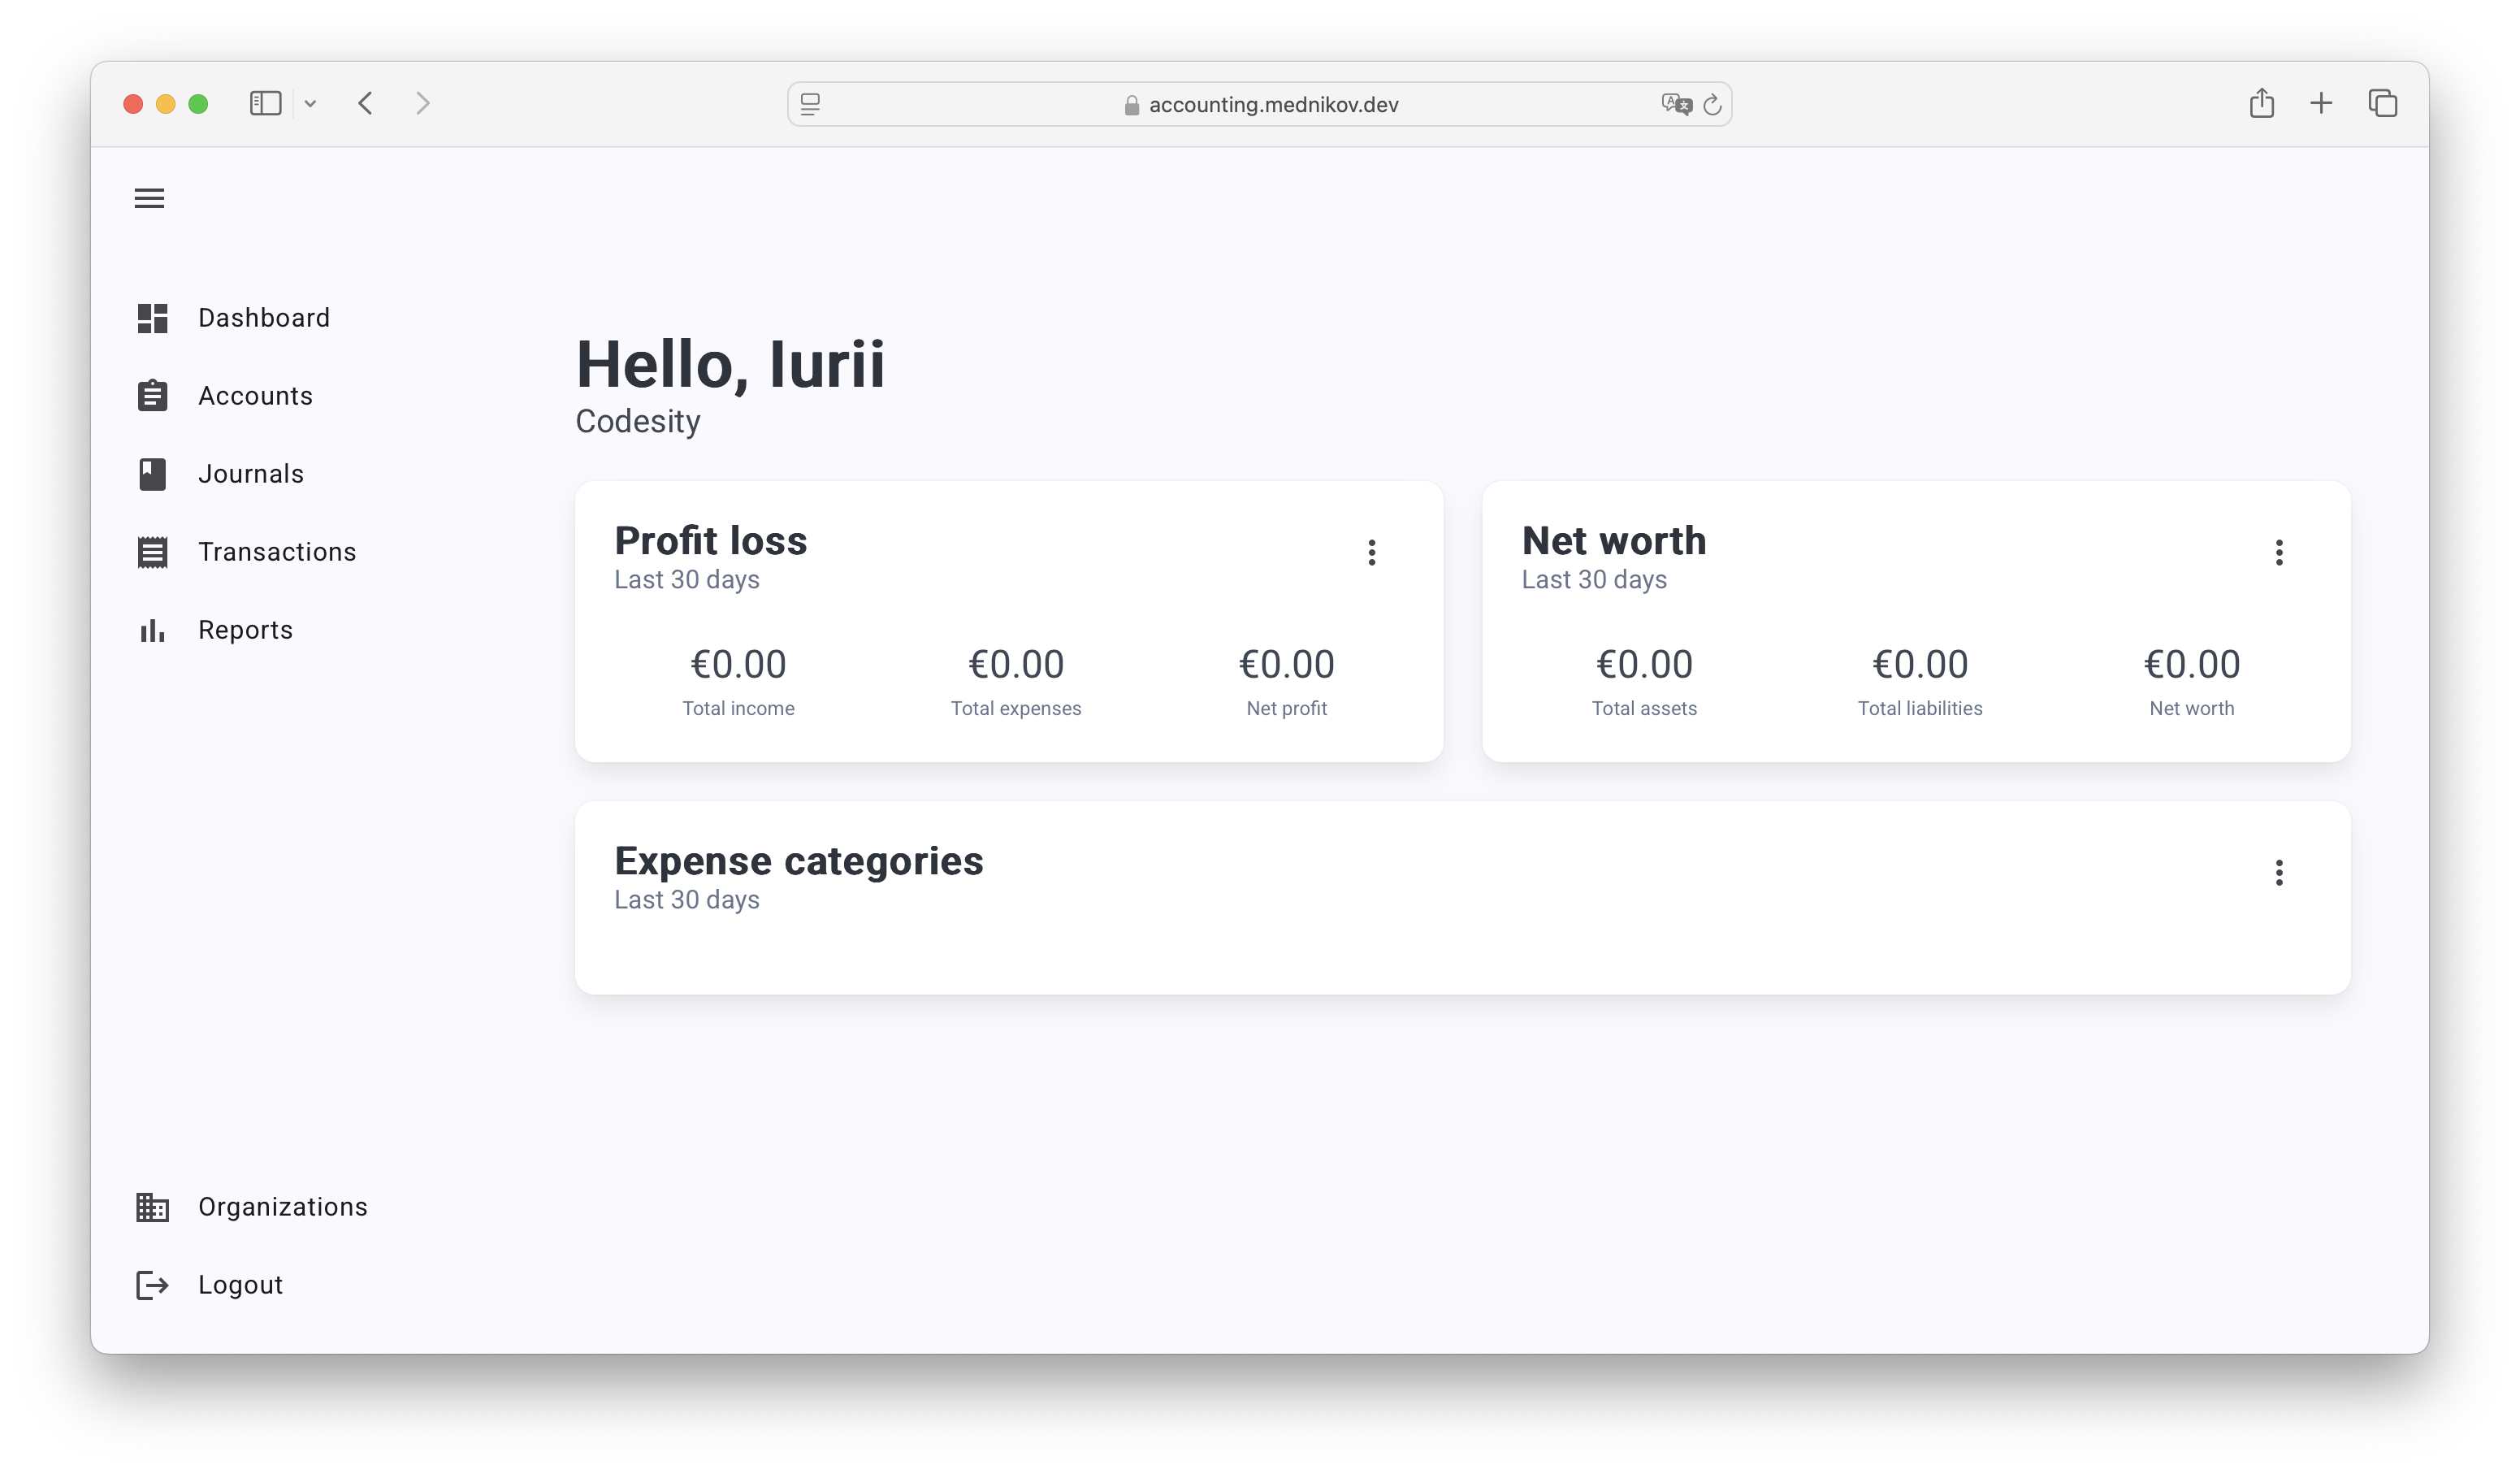 accounting.mednikov.dev
Dashboard
Accounts
Journals
Transactions
Reports
Organizations
Logout
Hello, Iurii
Codesity
Profit loss
Last 30 days
€0.00 €0.00 €0.00
Total income Total expenses Net profit
Net worth
Last 30 days
€0.00 €0.00 €0.00
Total assets Total liabilities Net worth
Expense categories
Last 30 days